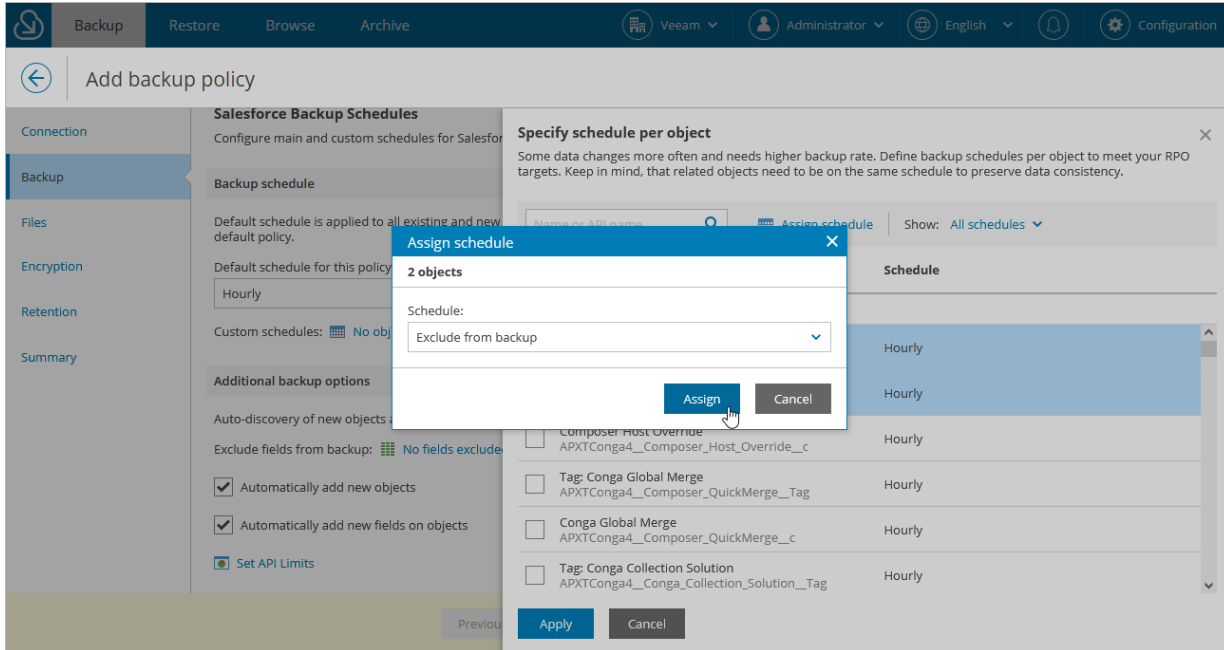 Backup
Restore
Browse
Archive
Veeam
Administrator
English
Configuration
Add backup policy
Connection
Backup
Files
Encryption
Retention
Summary
Salesforce Backup Schedules
Configure main and custom schedules for Salesfor
Backup schedule
Default schedule is applied to all existing and new
default policy.
Default schedule for this policy
Hourly
Custom schedules: No obj
Additional backup options
Auto-discovery of new objects a
Exclude fields from backup: No fields excluded
Automatically add new objects
Automatically add new fields on objects
Set API Limits
Previou
Specify schedule per object
Some data changes more often and needs higher backup rate. Define backup schedules per object to meet your RPO
targets. Keep in mind, that related objects need to be on the same schedule to preserve data consistency.
Name or API name
Assign schedule
Show: All schedules
Schedule
Assign schedule
2 objects
Schedule:
Exclude from backup
Assign
Cancel
Hourly
Hourly
Composer Host Override
APXTConga4__Composer_Host_Override__c
Hourly
Tag: Conga Global Merge
APXTConga4__Composer_QuickMerge__Tag
Hourly
Conga Global Merge
APXTConga4__Composer_QuickMerge__c
Hourly
Tag: Conga Collection Solution
APXTConga4__Conga_Collection_Solution__Tag
Hourly
Apply
Cancel